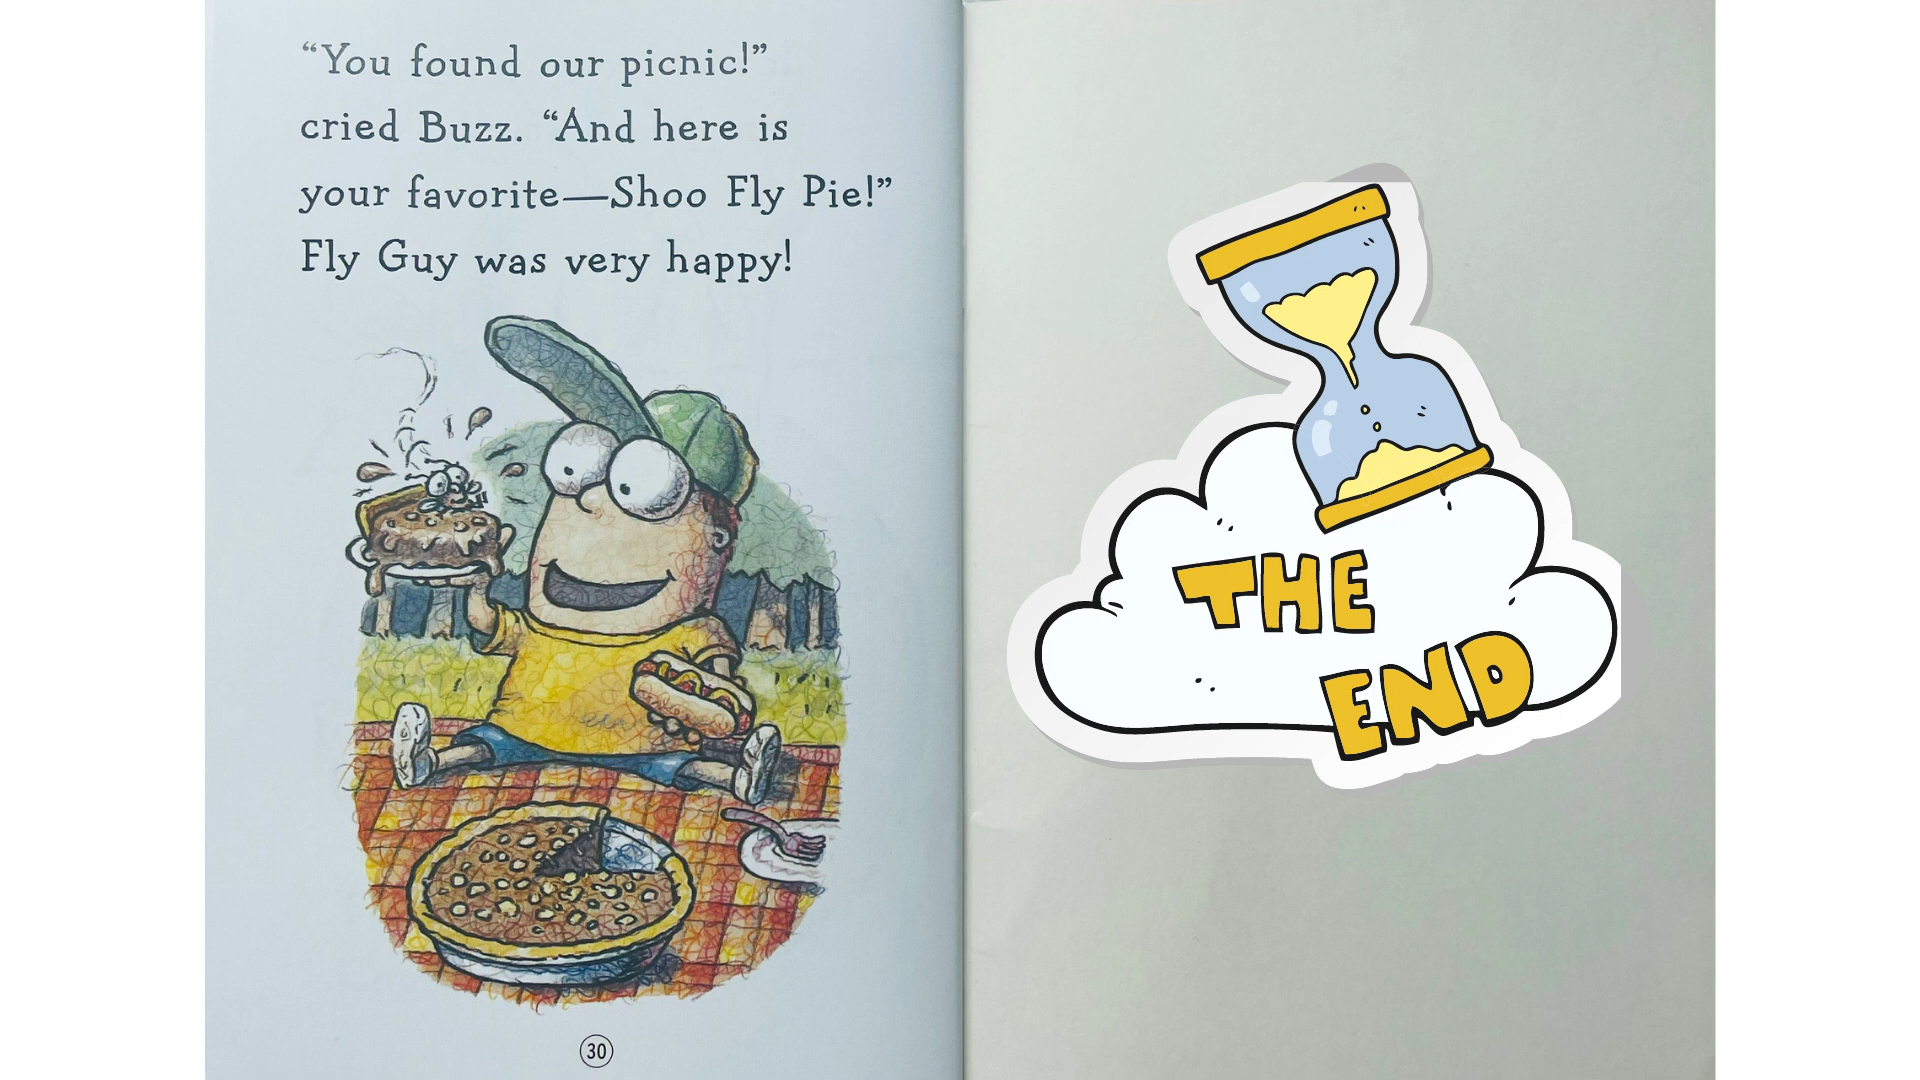 “You found our picnic!”
cried Buzz. “And here is
your favorite—Shoo Fly Pie!”
Fly Guy was very happy!
30
THE
END